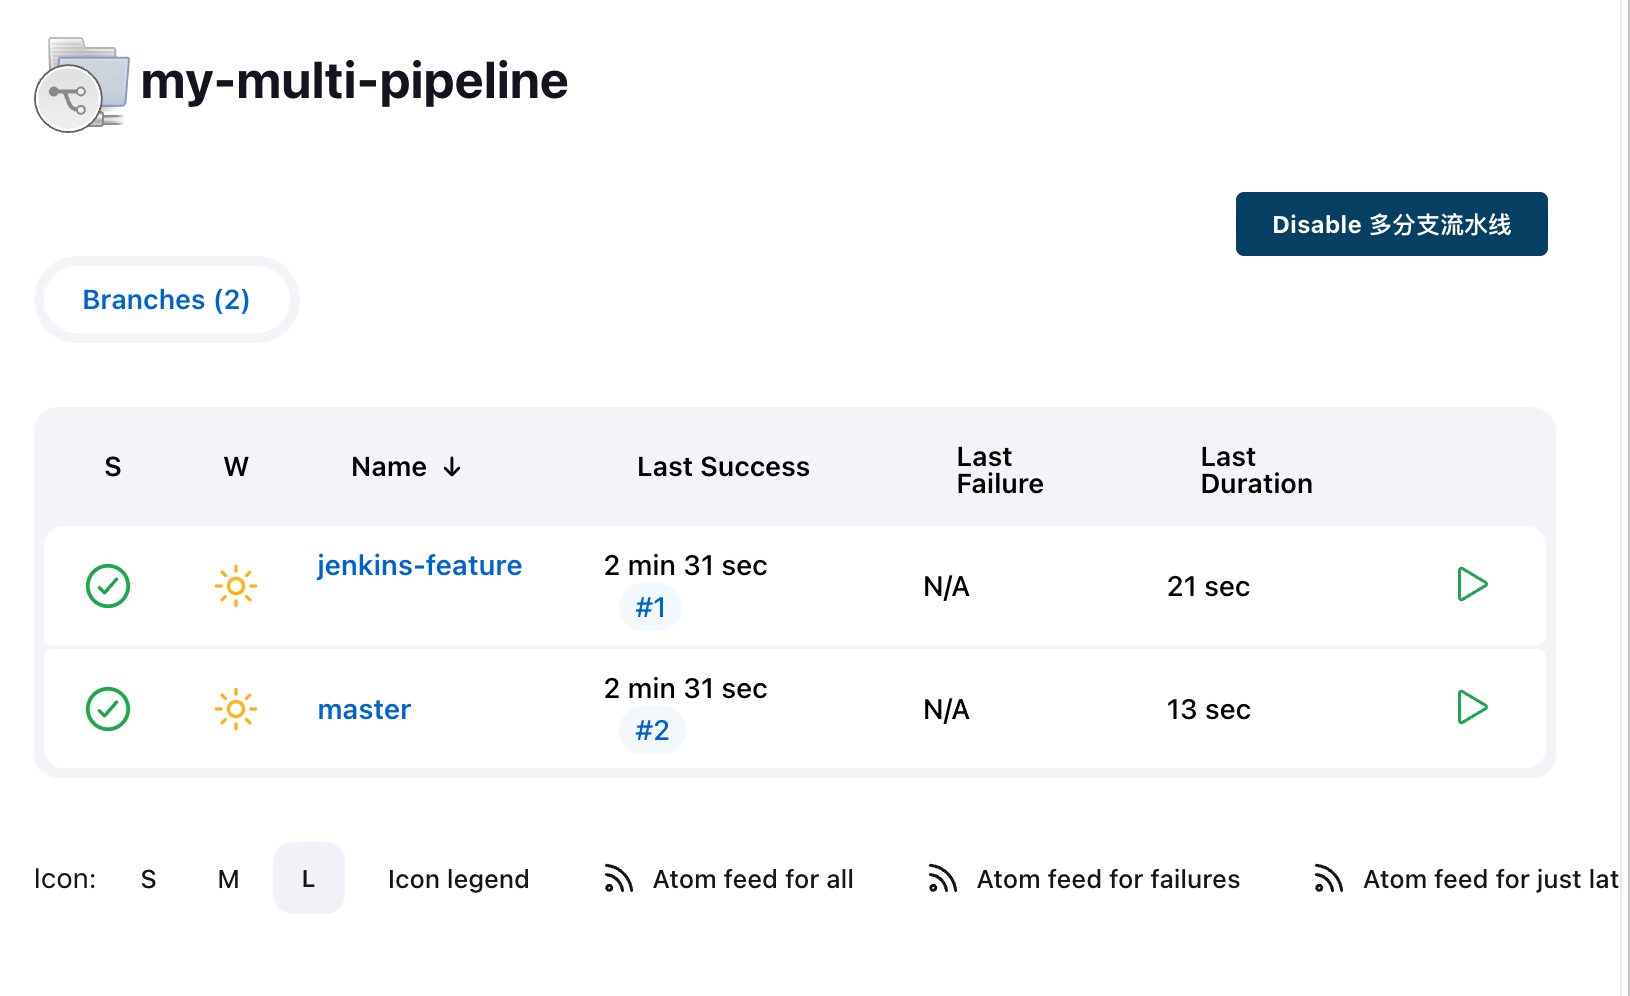 my-multi-pipeline
Disable 多分支流水线
Branches (2)
S W Name ↓ Last Success Last Failure Last Duration
jenkins-feature 2 min 31 sec #1 N/A 21 sec
master 2 min 31 sec #2 N/A 13 sec
Icon: S M L Icon legend Atom feed for all Atom feed for failures Atom feed for just lat